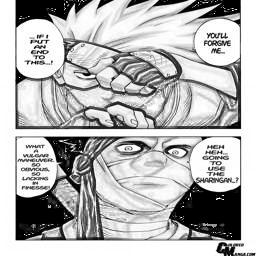 YOU'LL
FORGIVE
ME...
... IF I
PUT
AN END
TO
THIS...!
HEH
HEH...
GOING
TO
USE
THE
SHARINGAN...?
WHAT
A
VULGAR
MANEUVER.
SO
OBVIOUS,
SO
LACKING
IN
FINESSE!
COLORED
MANGA.COM